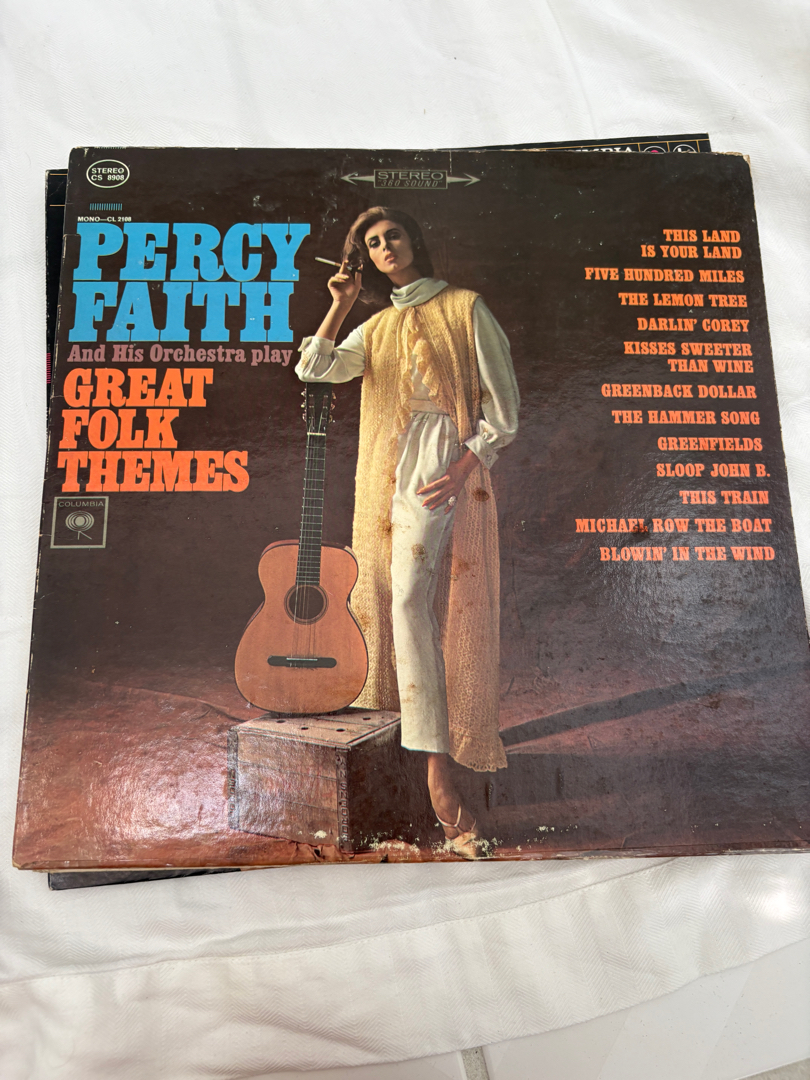 COLUMBIA
STEREO
CS 8908
STEREO
360 SOUND
MONO—CL 2108
PERCY
FAITH
And His Orchestra play
GREAT
FOLK
THEMES
COLUMBIA
THIS LAND
IS YOUR LAND
FIVE HUNDRED MILES
THE LEMON TREE
DARLIN' COREY
KISSES SWEETER
THAN WINE
GREENBACK DOLLAR
THE HAMMER SONG
GREENFIELDS
SLOOP JOHN B.
THIS TRAIN
MICHAEL ROW THE BOAT
BLOWIN' IN THE WIND